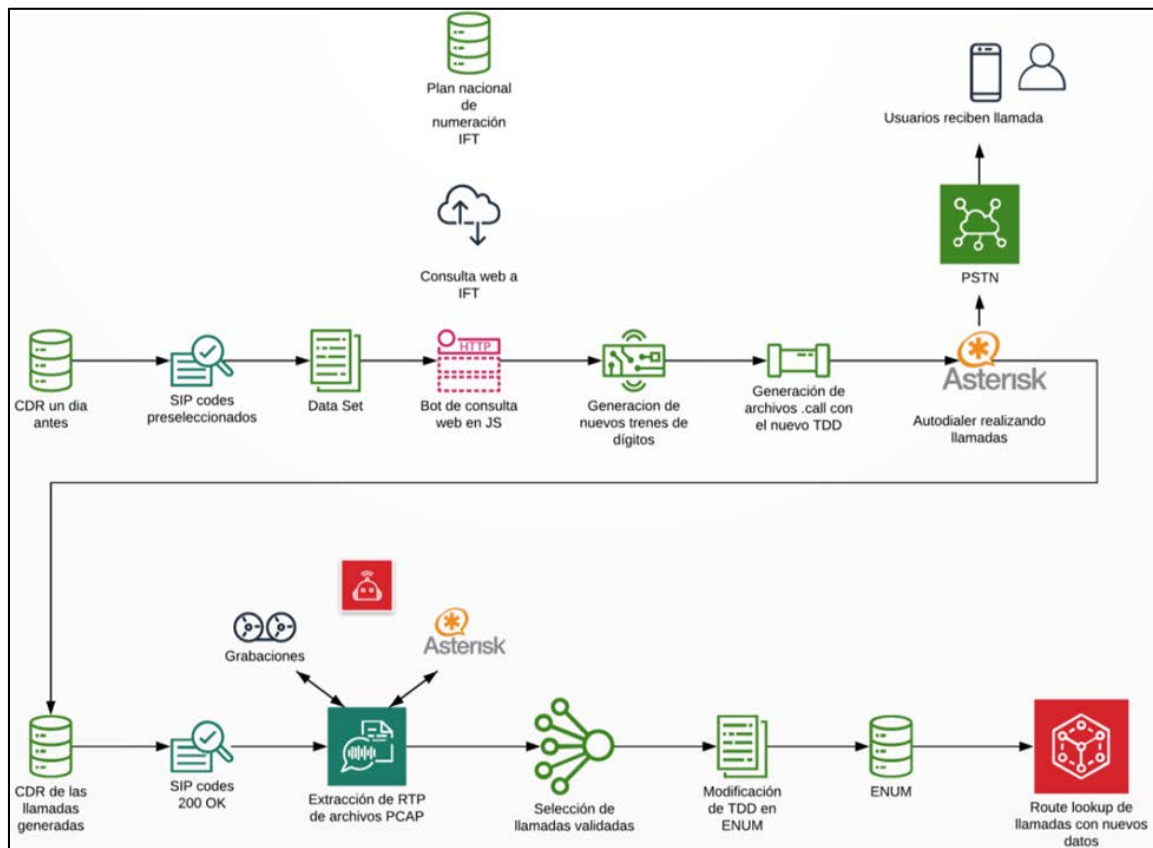 Plan nacional
de
numeración
IFT
Usuarios reciben llamada
Consulta web a
IFT
PSTN
HTTP
Asterisk
CDR un dia
antes
SIP codes
preseleccionados
Data Set
Bot de consulta
web en JS
Generacion de
nuevos trenes de
dígitos
Generación de
archivos .call con
el nuevo TDD
Autodialer realizando
llamadas
Grabaciones
Asterisk
CDR de las
llamadas
generadas
SIP codes
200 OK
Extracción de RTP
de archivos PCAP
Selección de
llamadas validadas
Modificación
de TDD en
ENUM
ENUM
Route lookup de
llamadas con nuevos
datos